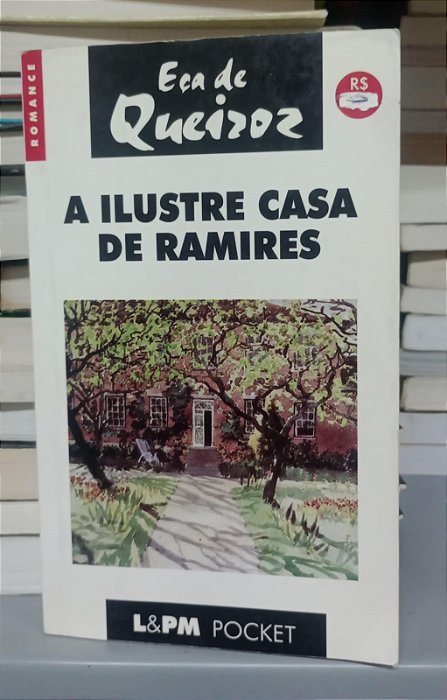 ROMANCE
Eça de
Queiroz
R$
A ILUSTRE CASA
DE RAMIRES
L&PM POCKET